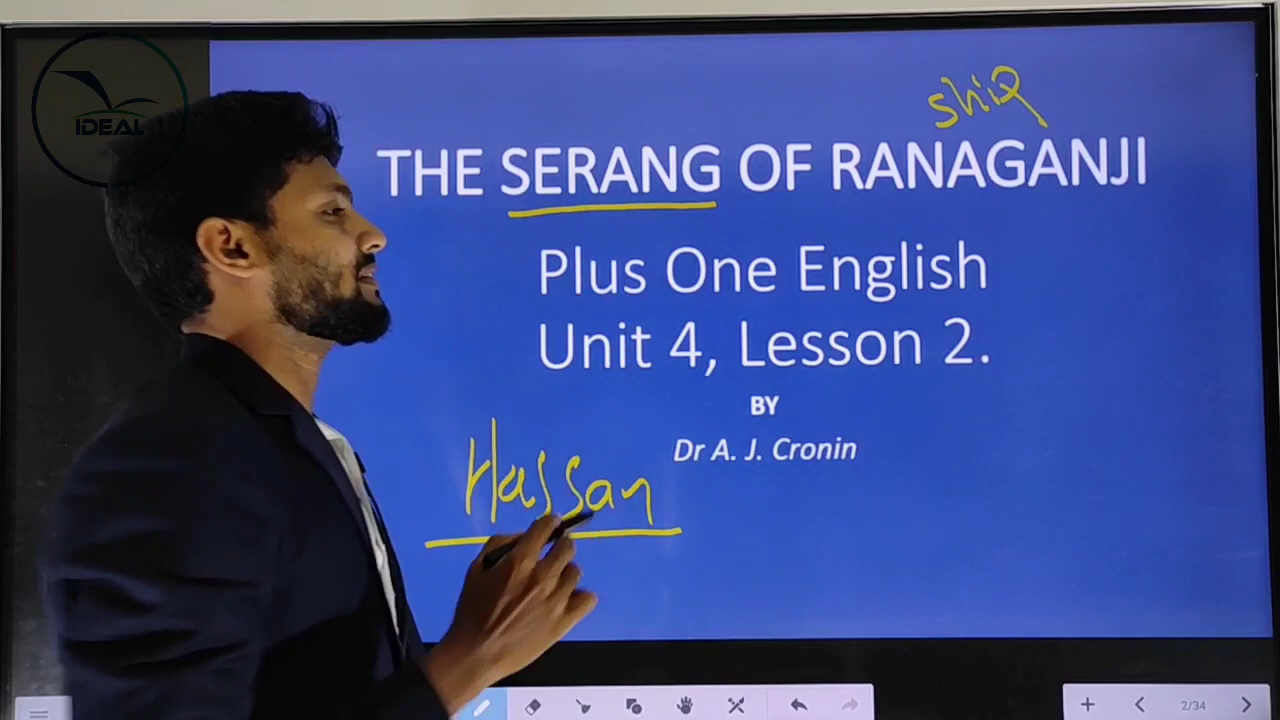 IDEAL
ship
THE SERANG OF RANAGANJI
Plus One English
Unit 4, Lesson 2.
BY
Dr A. J. Cronin
Hassan
2/34